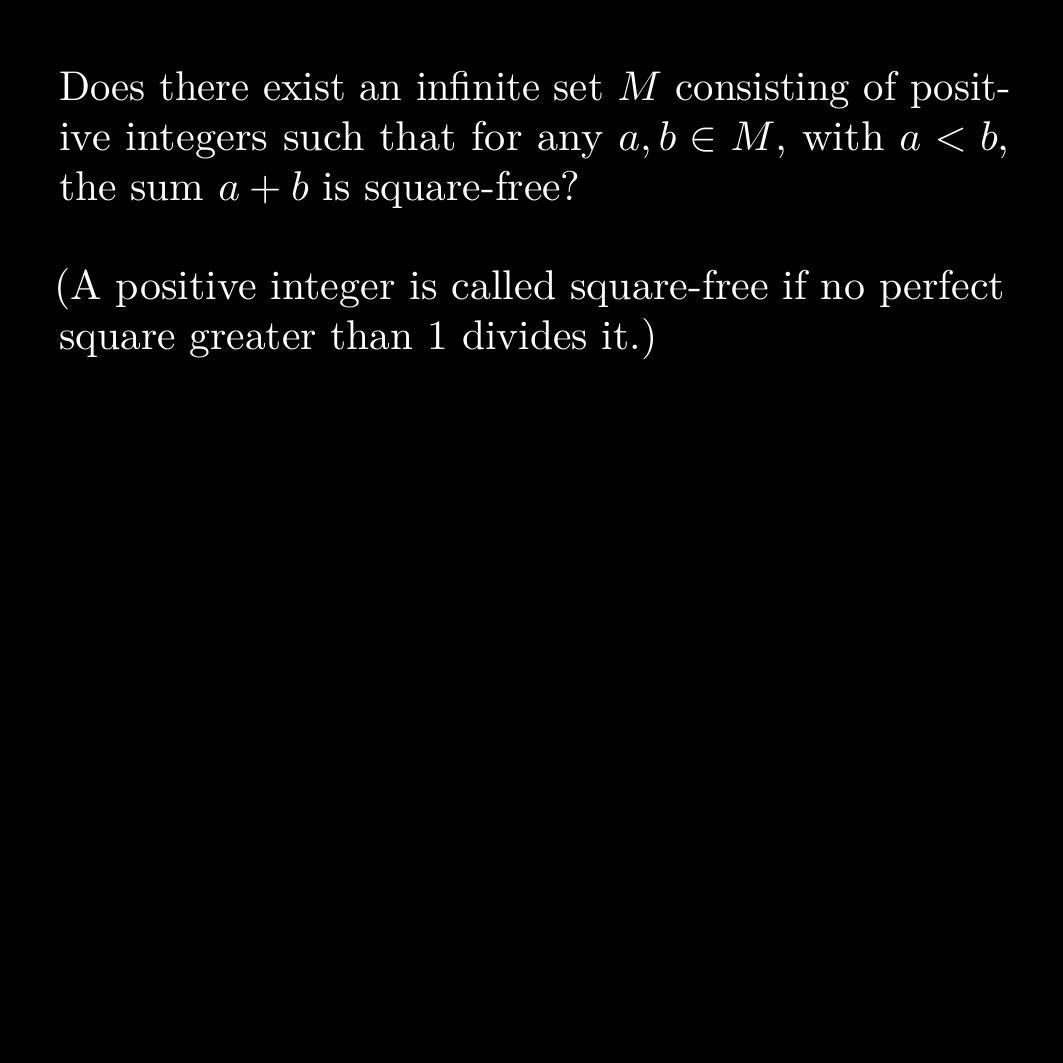 Does there exist an infinite set M consisting of posit-
ive integers such that for any a, b ∈ M, with a < b,
the sum a + b is square-free?
(A positive integer is called square-free if no perfect
square greater than 1 divides it.)